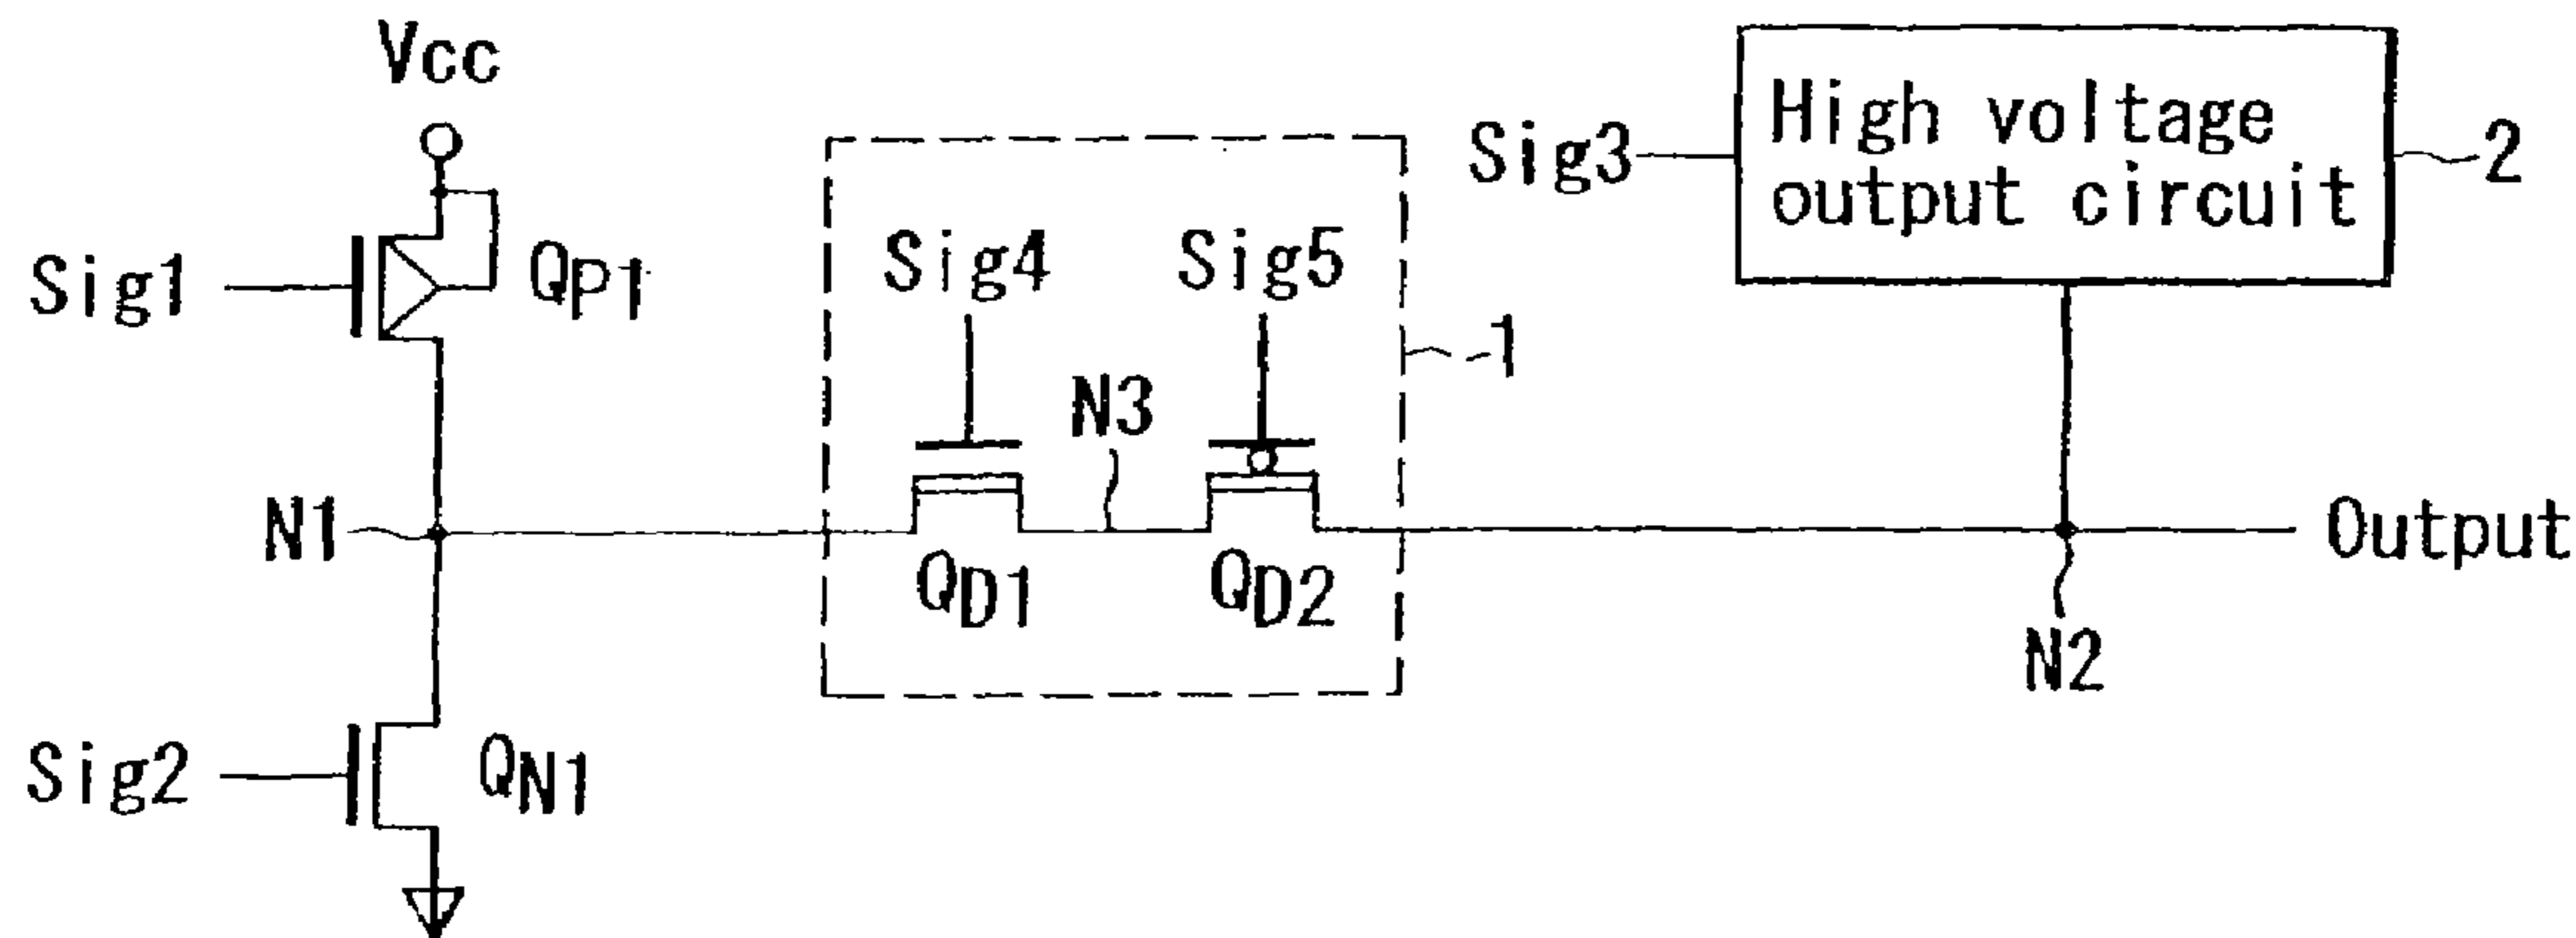 Vcc
High voltage
output circuit
Sig3
2
Sig1
QP1
Sig4
Sig5
1
N3
N1
QD1
QD2
Output
N2
Sig2
QN1